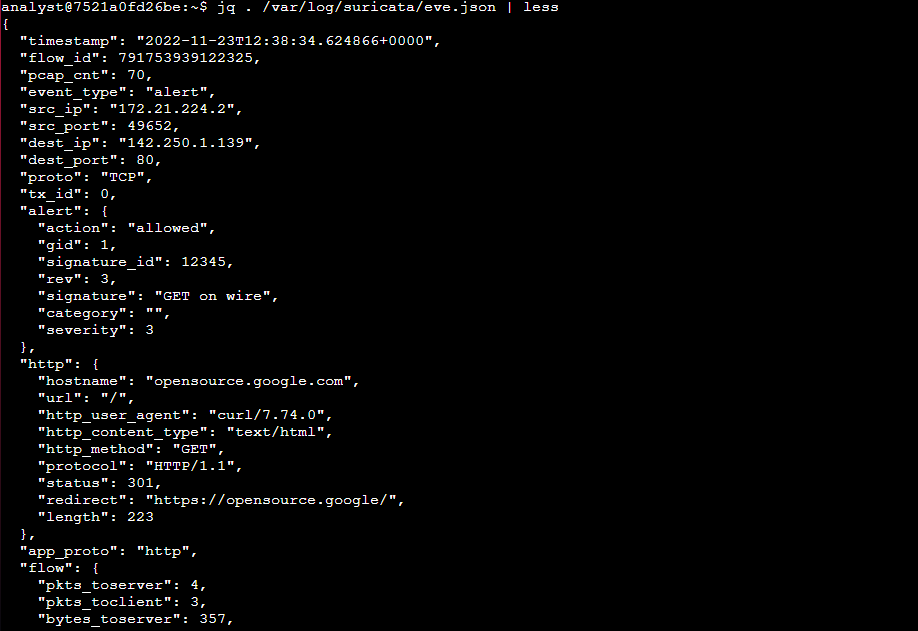 analyst@7521a0fd26be:~$ jq . /var/log/suricata/eve.json | less
{
  "timestamp": "2022-11-23T12:38:34.624866+0000",
  "flow_id": 791753939122325,
  "pcap_cnt": 70,
  "event_type": "alert",
  "src_ip": "172.21.224.2",
  "src_port": 49652,
  "dest_ip": "142.250.1.139",
  "dest_port": 80,
  "proto": "TCP",
  "tx_id": 0,
  "alert": {
    "action": "allowed",
    "gid": 1,
    "signature_id": 12345,
    "rev": 3,
    "signature": "GET on wire",
    "category": "",
    "severity": 3
  },
  "http": {
    "hostname": "opensource.google.com",
    "url": "/",
    "http_user_agent": "curl/7.74.0",
    "http_content_type": "text/html",
    "http_method": "GET",
    "protocol": "HTTP/1.1",
    "status": 301,
    "redirect": "https://opensource.google/",
    "length": 223
  },
  "app_proto": "http",
  "flow": {
    "pkts_toserver": 4,
    "pkts_toclient": 3,
    "bytes_toserver": 357,